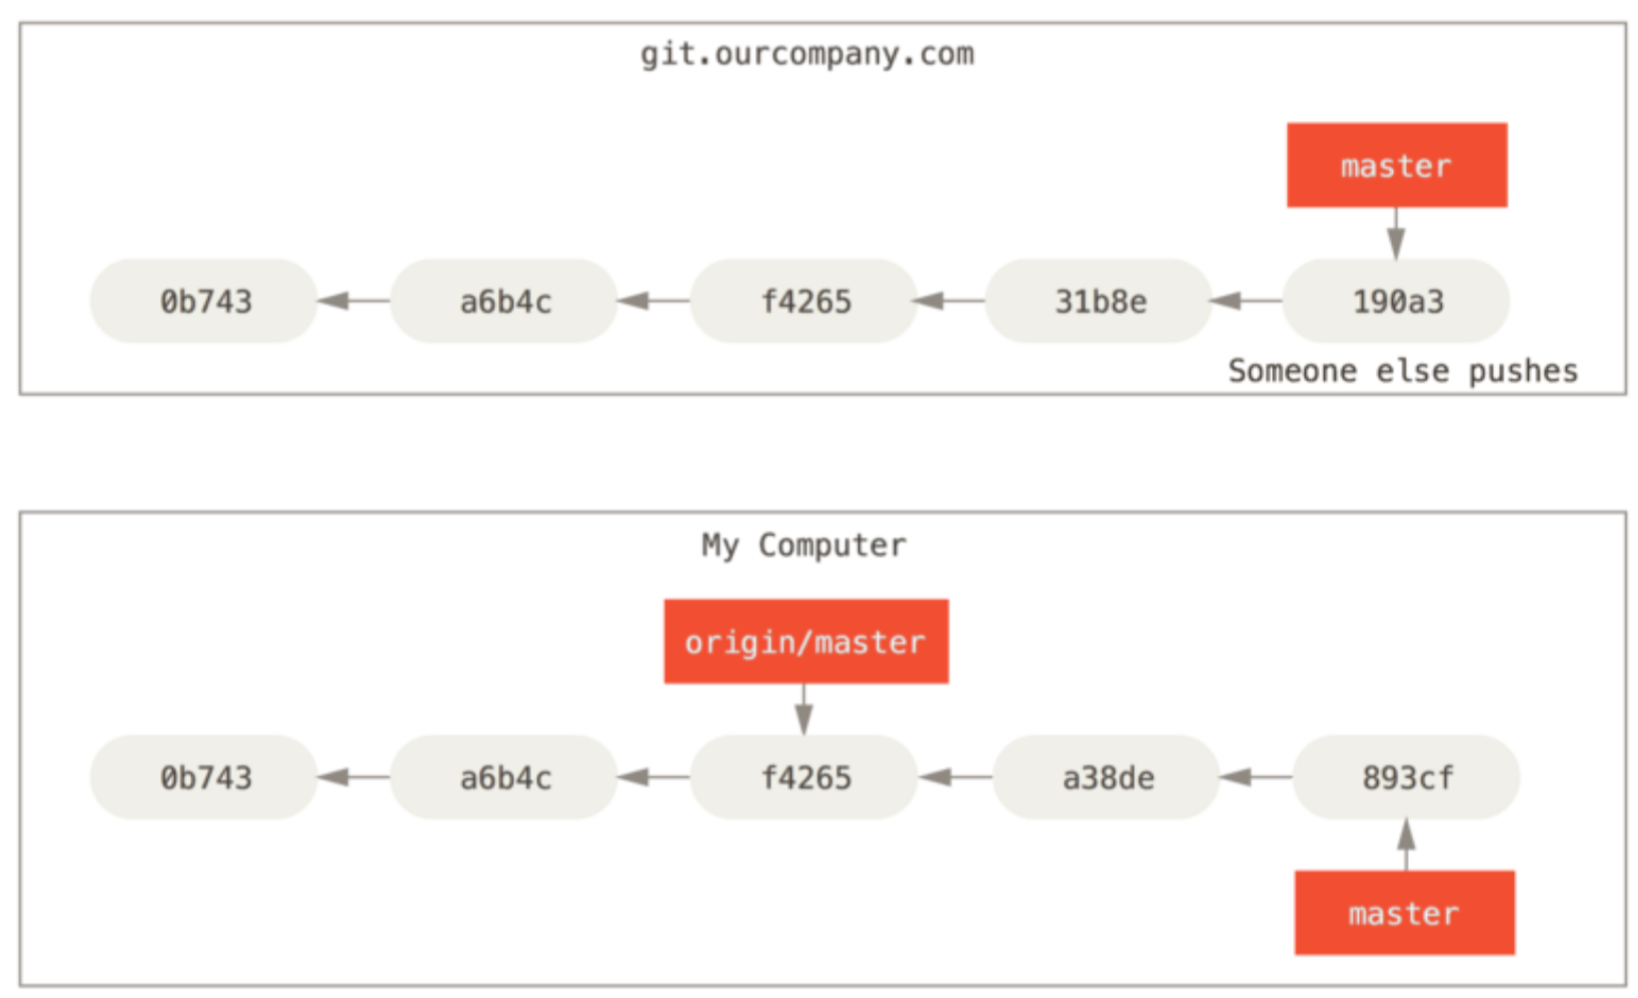 git.ourcompany.com
master
0b743 a6b4c f4265 31b8e 190a3
Someone else pushes
My Computer
origin/master
0b743 a6b4c f4265 a38de 893cf
master